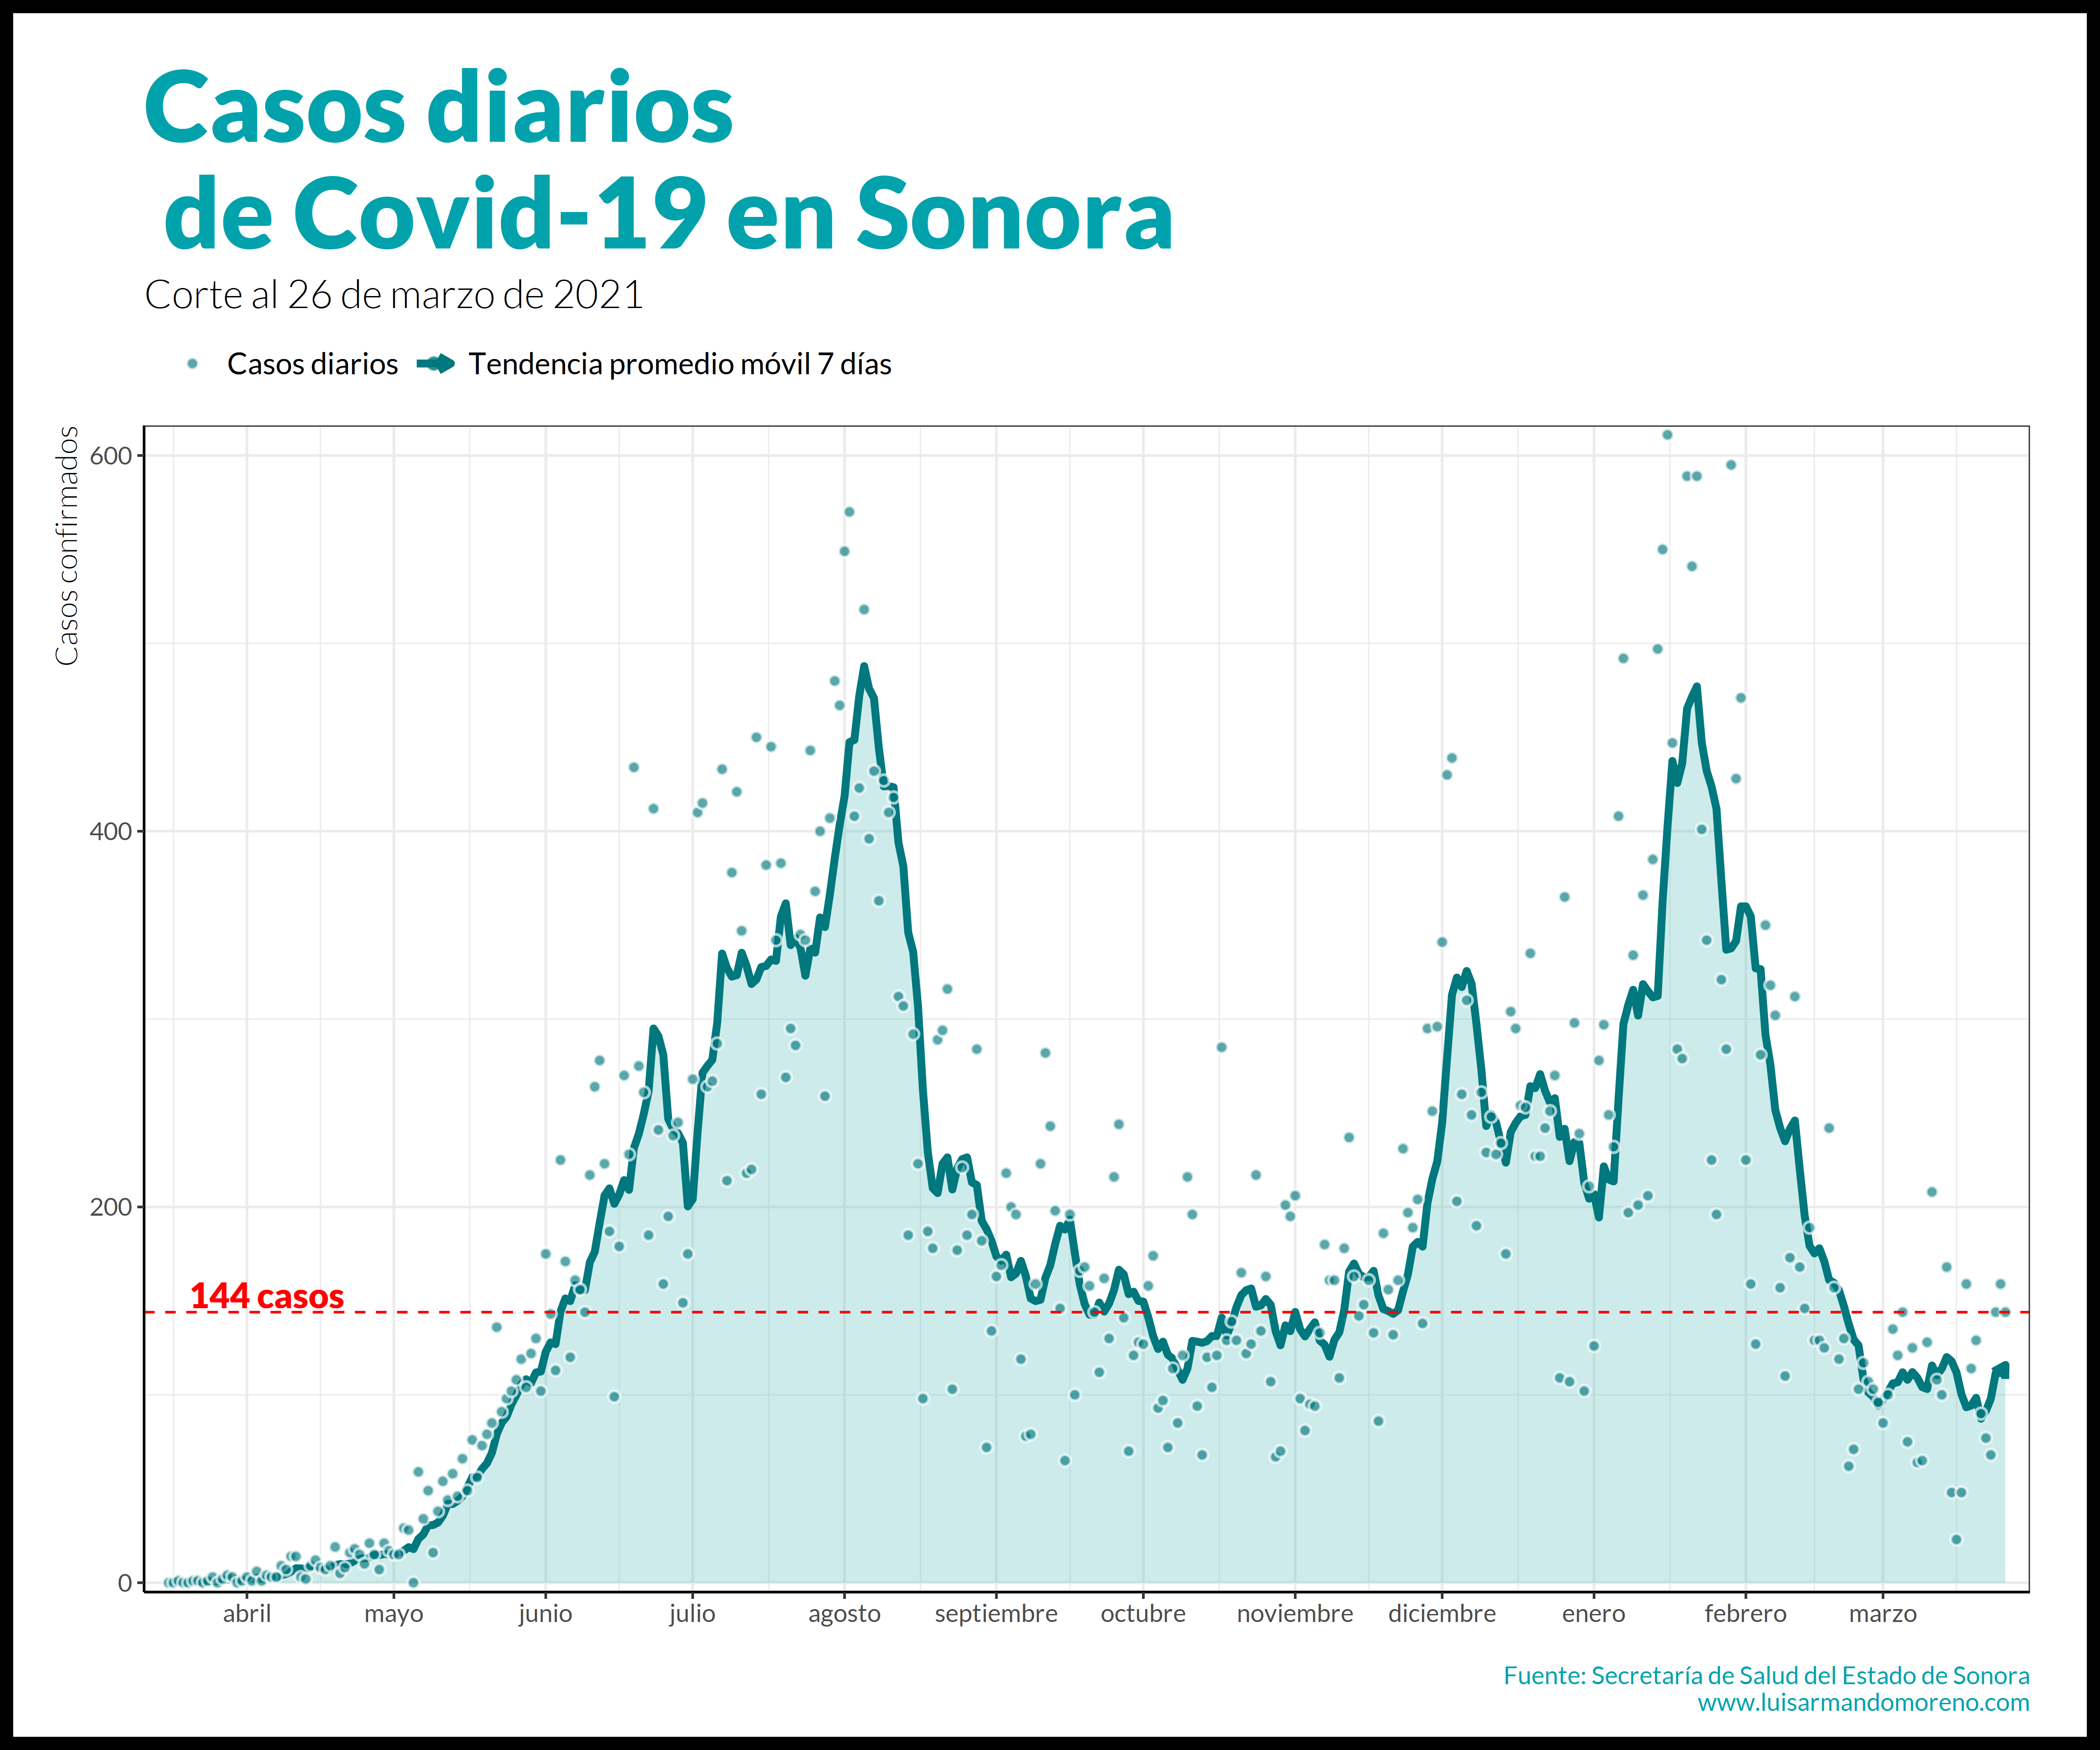 Casos diarios
de Covid-19 en Sonora
Corte al 26 de marzo de 2021
Casos diarios Tendencia promedio móvil 7 días
Casos confirmados
600
400
200
0
144 casos
abril mayo junio julio agosto septiembre octubre noviembre diciembre enero febrero marzo
Fuente: Secretaría de Salud del Estado de Sonora
www.luisarmandomoreno.com